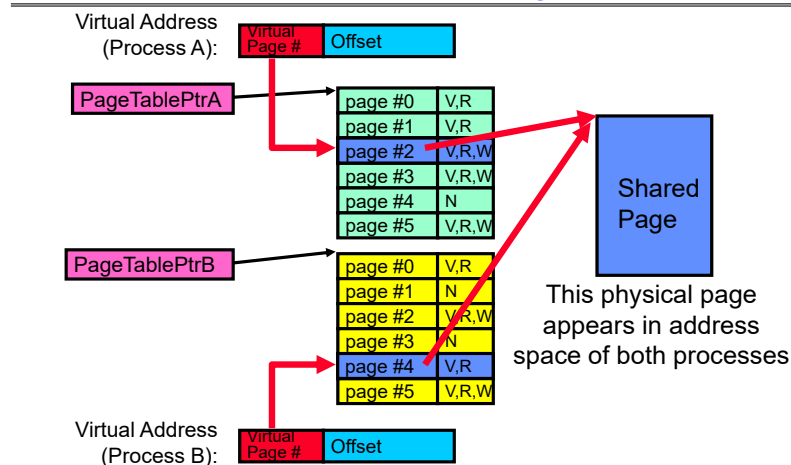 Virtual Address
(Process A):
Virtual
Page #
Offset
PageTablePtrA
page #0 V,R
page #1 V,R
page #2 V,R,W
page #3 V,R,W
page #4 N
page #5 V,R,W
Shared
Page
PageTablePtrB
page #0 V,R
page #1 N
page #2 V,R,W
page #3 N
page #4 V,R
page #5 V,R,W
This physical page
appears in address
space of both processes
Virtual Address
(Process B):
Virtual
Page #
Offset